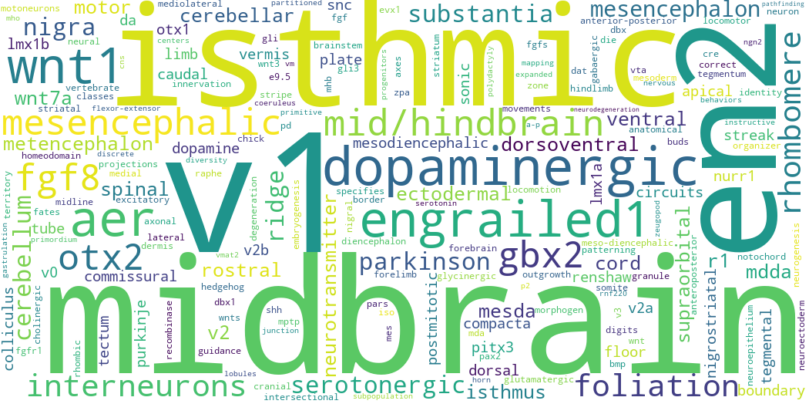 motoneurons
mediolateral
partitioned
fgf
evx1
gli
anterior-posterior
locomotor
pathfinding
mho
motor
da
snc
isthmic
dbx
die
mesencephalon
neuron
nigra
cerebellar
otx1
substantia
ngn2
lmx1b
neural
limb
vermis
brainstem
plate
fgfs
cre
correct
tegmentum
wnt1
centers
wnt3
vm
gli3
mhb
axes
striatum
progenitors
sonic
mapping
expanded
gabaergic
dat
vta
mesoderm
nervous
en2
cns
vertebrate
caudal
e9.5
zpa
polydactyly
zone
hindlimb
apical
identity
behaviors
rhombomere
wnt7a
classes
innervation
stripe
coeruleus
striatal
flexor-extensor
mesencephalic
v1
primitive
mid/hindbrain
movements
neurodegeneration
ventral
instructive
a-p
anatomical
streak
metencephalon
chick
pd
mesodiencephalic
dorsoventral
buds
organizer
homeodomain
discrete
dopamine
dopaminergic
lmx1a
nurr1
projections
diversity
fgf8
medial
raphe
spinal
ridge
embryogenesis
degeneration
specifies
locomotion
ectodermal
circuits
border
serotonin
zeugopod
midline
excitatory
gastrulation
territory
cerebellum
fates
aer
engrailed1
tube
axonal
neurotransmitter
nigral
patterning
supraorbital
anteroposterior
notochord
neurogenesis
primordium
lateral
v2b
diencephalon
meso-diencephalic
r1
dermis
vmat2
otx2
parkinson
gbx2
cord
mdda
v0
commissural
rostral
forebrain
forelimb
glycinergic
outgrowth
renshaw
granule
nigrostriatal
neuroepithelium
midbrain
colliculus
cholinergic
hedgehog
dbx1
pars
p2
somite
rnf220
mesda
v2a
tectum
purkinje
recombinase
v2
shh
wnts
mptp
iso
compacta
morphogen
v3
digits
tegmental
neuroectoderm
postmitotic
fgfr1
rhombic
guidance
junction
mes
mda
pitx3
wnt
pax2
floor
bmp
lobules
dorsal
horn
glutamatergic
interneurons
cranial
intersectional
serotonergic
subpopulation
isthmus
foliation
boundary